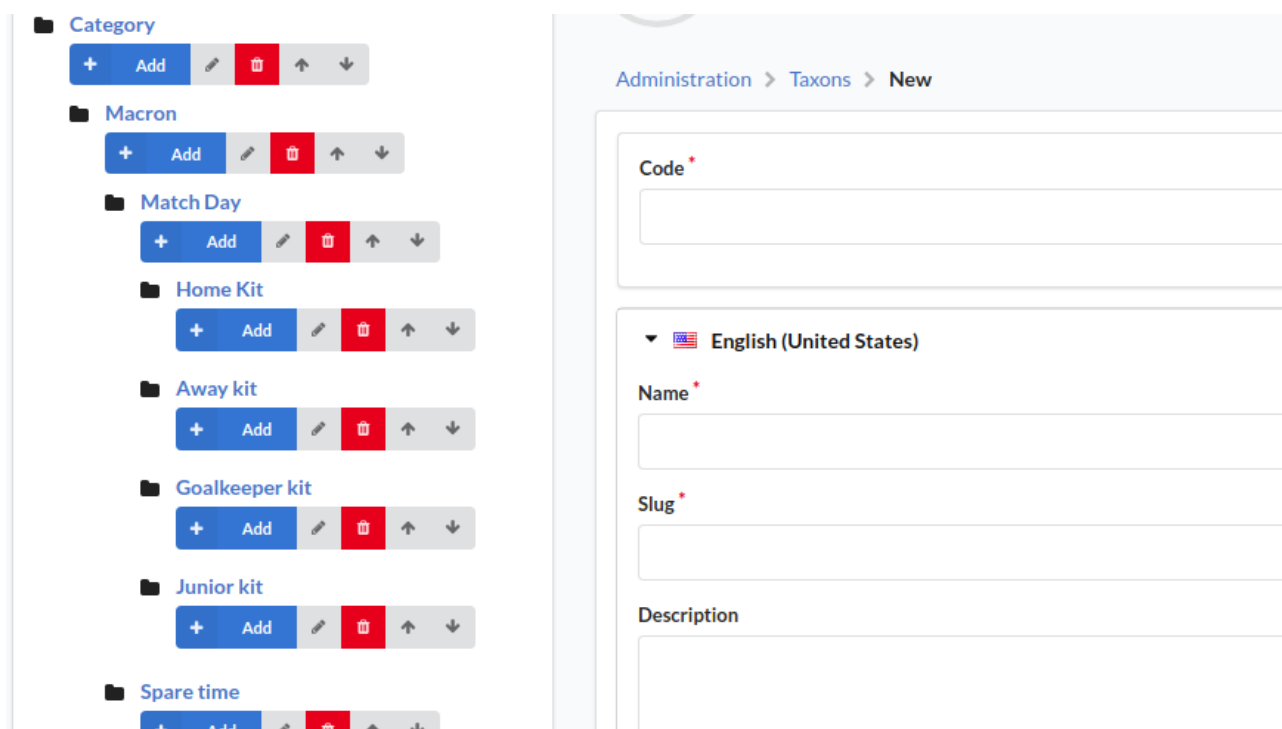 Category
Add
Macron
Add
Match Day
Add
Home Kit
Add
Away kit
Add
Goalkeeper kit
Add
Junior kit
Add
Spare time
Add
Administration > Taxons > New
Code *
English (United States)
Name *
Slug *
Description